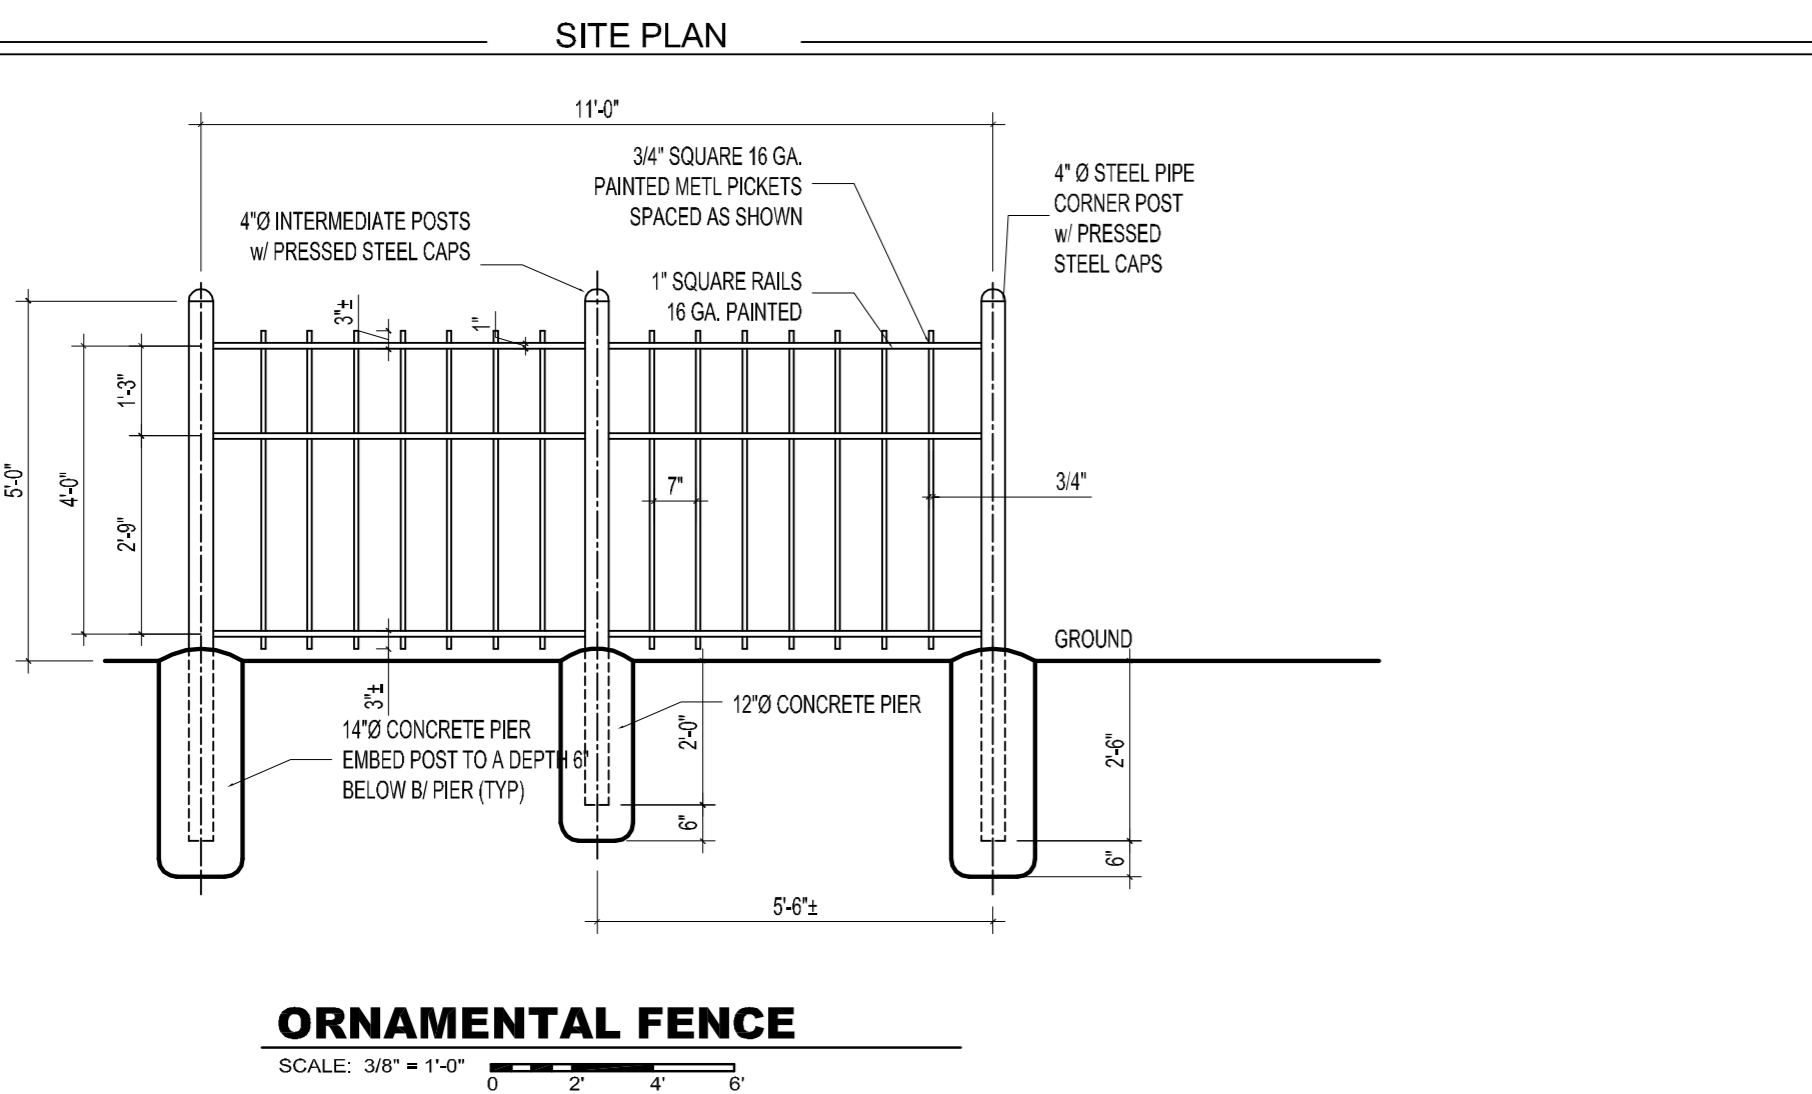 SITE PLAN
11'-0"
3/4" SQUARE 16 GA.
PAINTED METL PICKETS
SPACED AS SHOWN
4" Ø STEEL PIPE
CORNER POST
w/ PRESSED
STEEL CAPS
4"Ø INTERMEDIATE POSTS
w/ PRESSED STEEL CAPS
1" SQUARE RAILS
16 GA. PAINTED
3"±
1"
1'-3"
5'-0"
4'-0"
2'-9"
7"
3/4"
GROUND
3"±
14"Ø CONCRETE PIER
EMBED POST TO A DEPTH 6"
BELOW B/ PIER (TYP)
12"Ø CONCRETE PIER
2'-0"
6"
2'-6"
6"
5'-6"±
ORNAMENTAL FENCE
SCALE: 3/8" = 1'-0"
0 2' 4' 6'